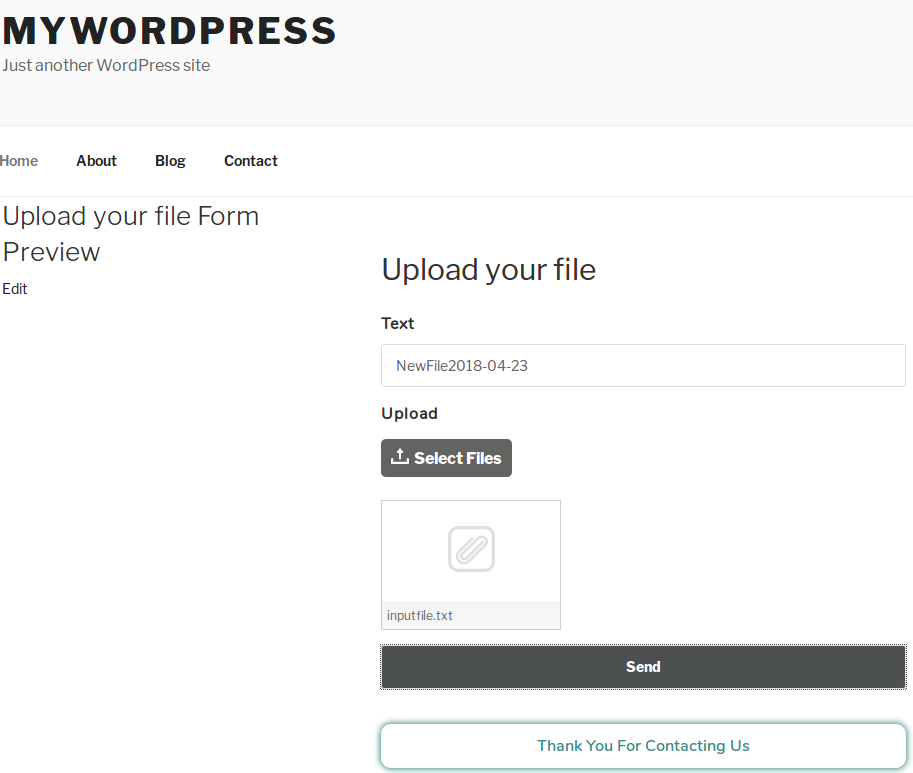 MYWORDPRESS
Just another WordPress site
Home About Blog Contact
Upload your file Form
Preview
Edit
Upload your file
Text
NewFile2018-04-23
Upload
Select Files
inputfile.txt
Send
Thank You For Contacting Us